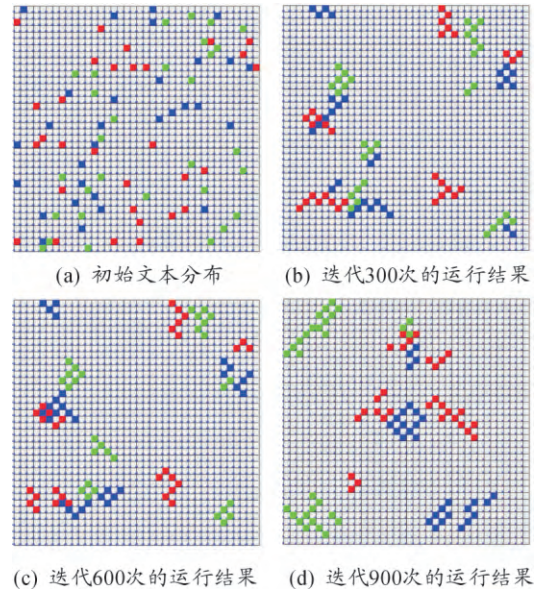 (a) 初始文本分布
(b) 迭代300次的运行结果
(c) 迭代600次的运行结果
(d) 迭代900次的运行结果